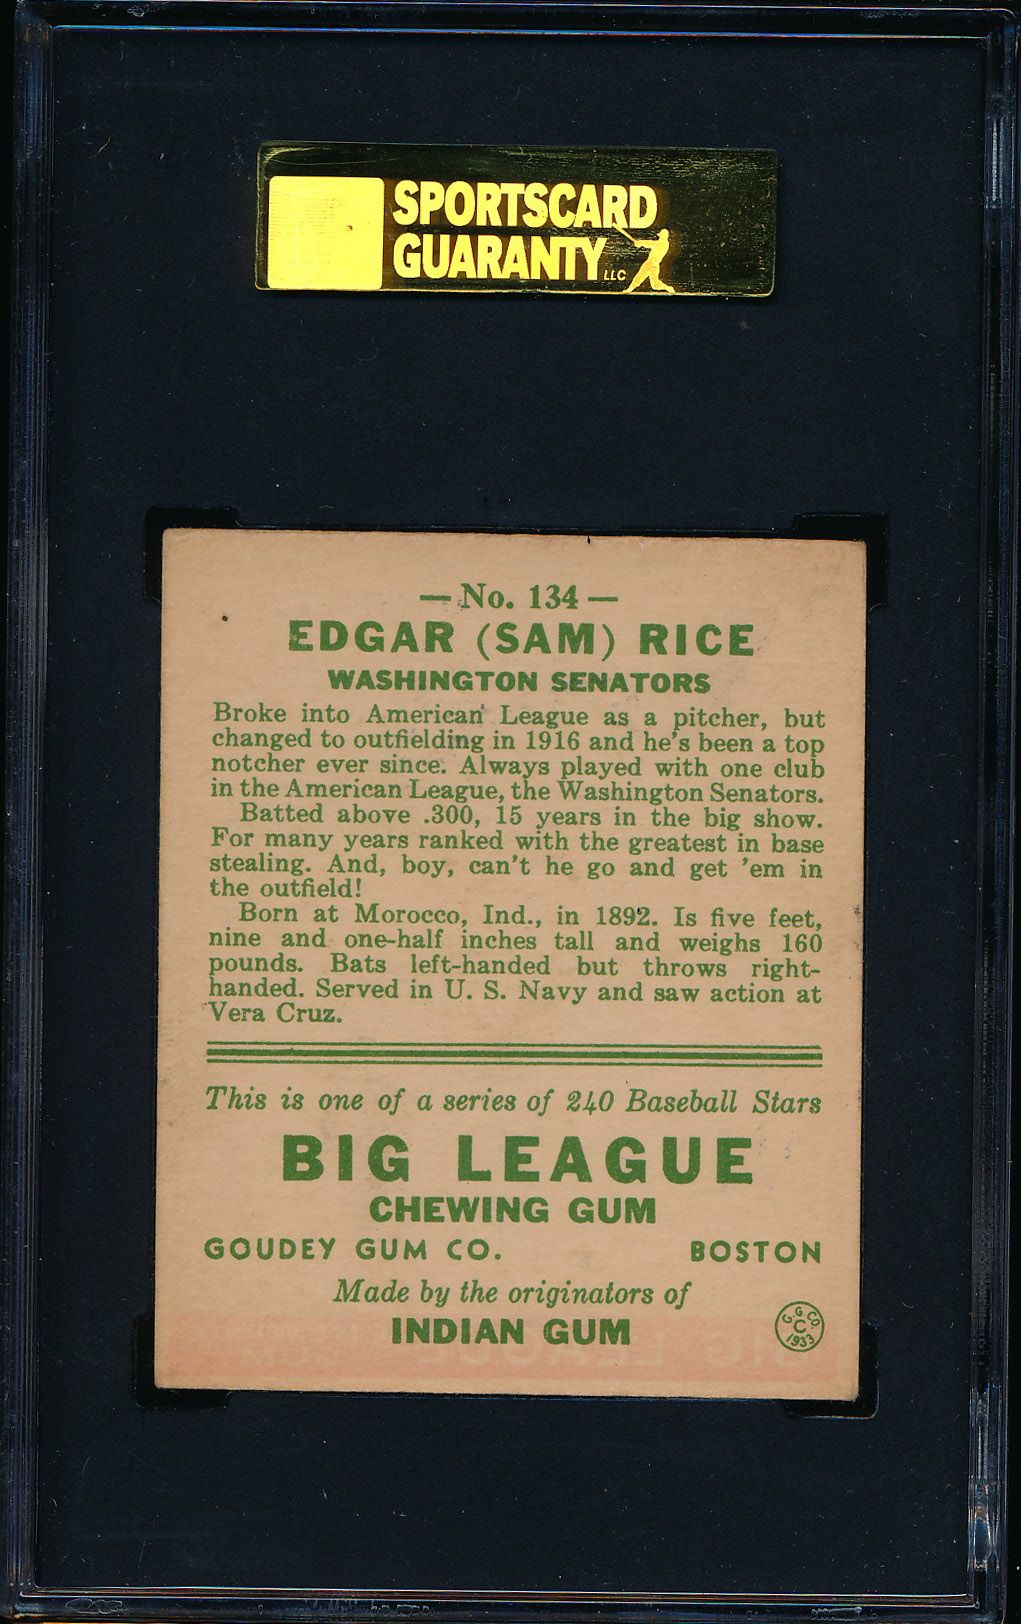 SPORTSCARD
GUARANTY LLC
— No. 134 —
EDGAR (SAM) RICE
WASHINGTON SENATORS
Broke into American League as a pitcher, but
changed to outfielding in 1916 and he's been a top
notcher ever since. Always played with one club
in the American League, the Washington Senators.
Batted above .300, 15 years in the big show.
For many years ranked with the greatest in base
stealing. And, boy, can't he go and get 'em in
the outfield!
Born at Morocco, Ind., in 1892. Is five feet,
nine and one-half inches tall and weighs 160
pounds. Bats left-handed but throws right-
handed. Served in U. S. Navy and saw action at
Vera Cruz.
This is one of a series of 240 Baseball Stars
BIG LEAGUE
CHEWING GUM
GOUDEY GUM CO. BOSTON
Made by the originators of
INDIAN GUM
G. G. CO.
C
1933
BIG LEAGUE GUM